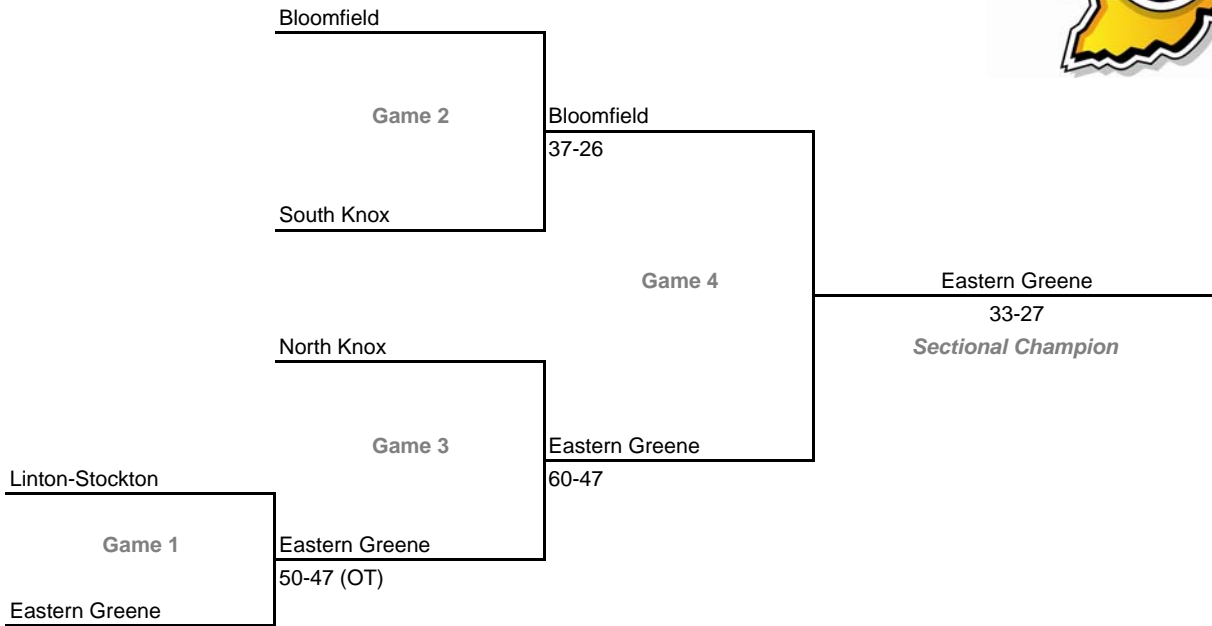 Bloomfield
Game 2
Bloomfield
37-26
South Knox
Game 4
Eastern Greene
33-27
Sectional Champion
North Knox
Game 3
Eastern Greene
60-47
Linton-Stockton
Game 1
Eastern Greene
50-47 (OT)
Eastern Greene